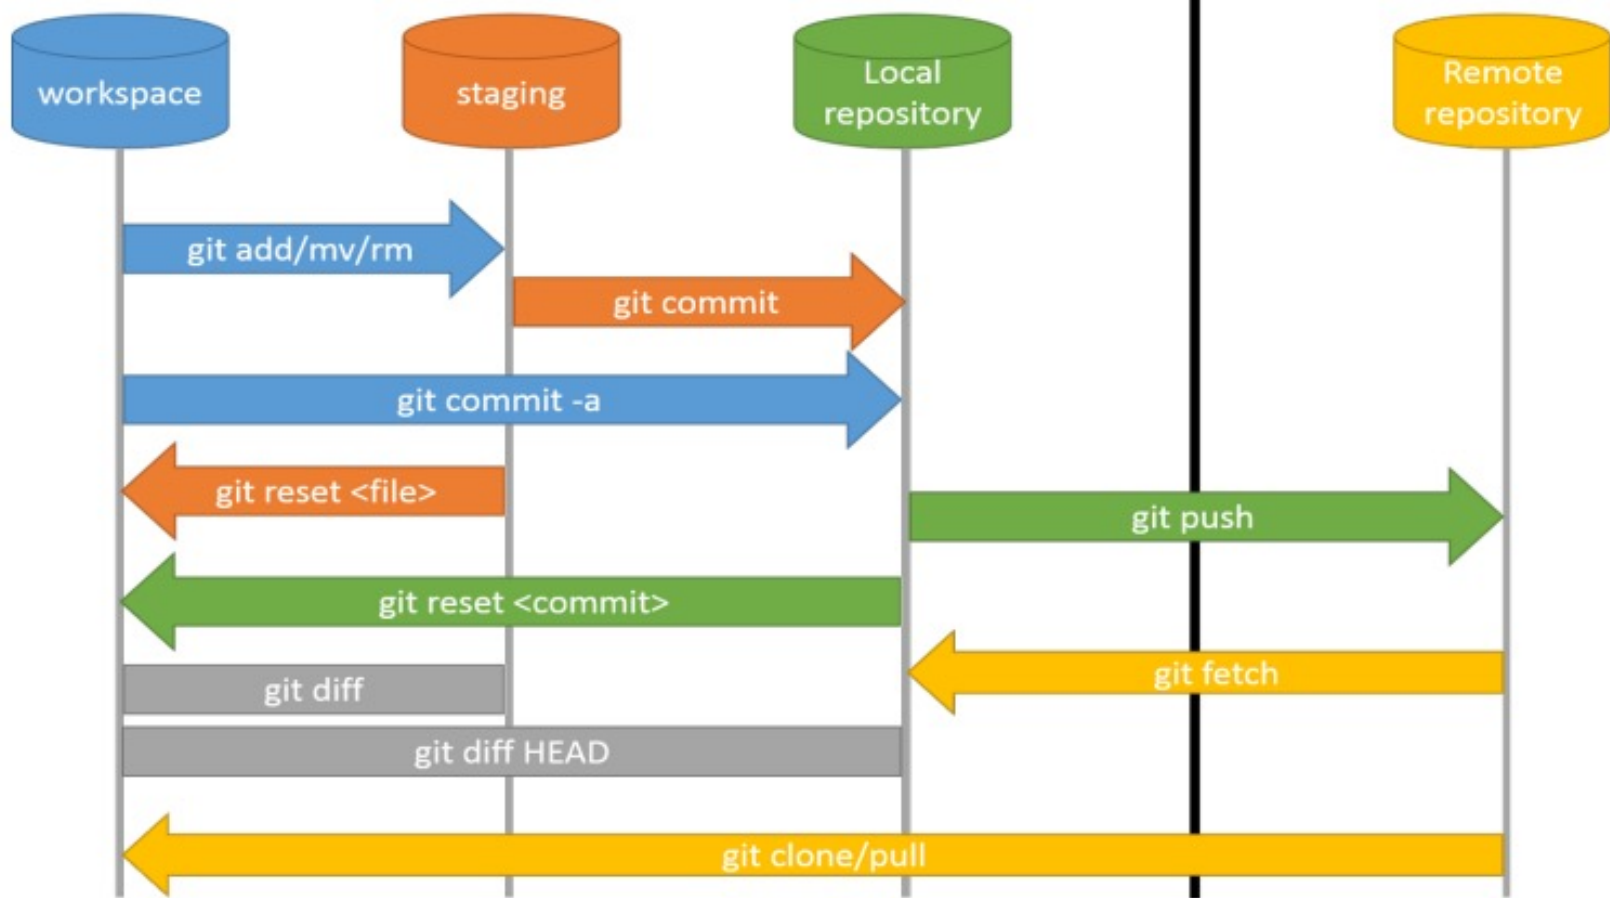 workspace
staging
Local
repository
Remote
repository
git add/mv/rm
git commit
git commit -a
git reset <file>
git push
git reset <commit>
git fetch
git diff
git diff HEAD
git clone/pull